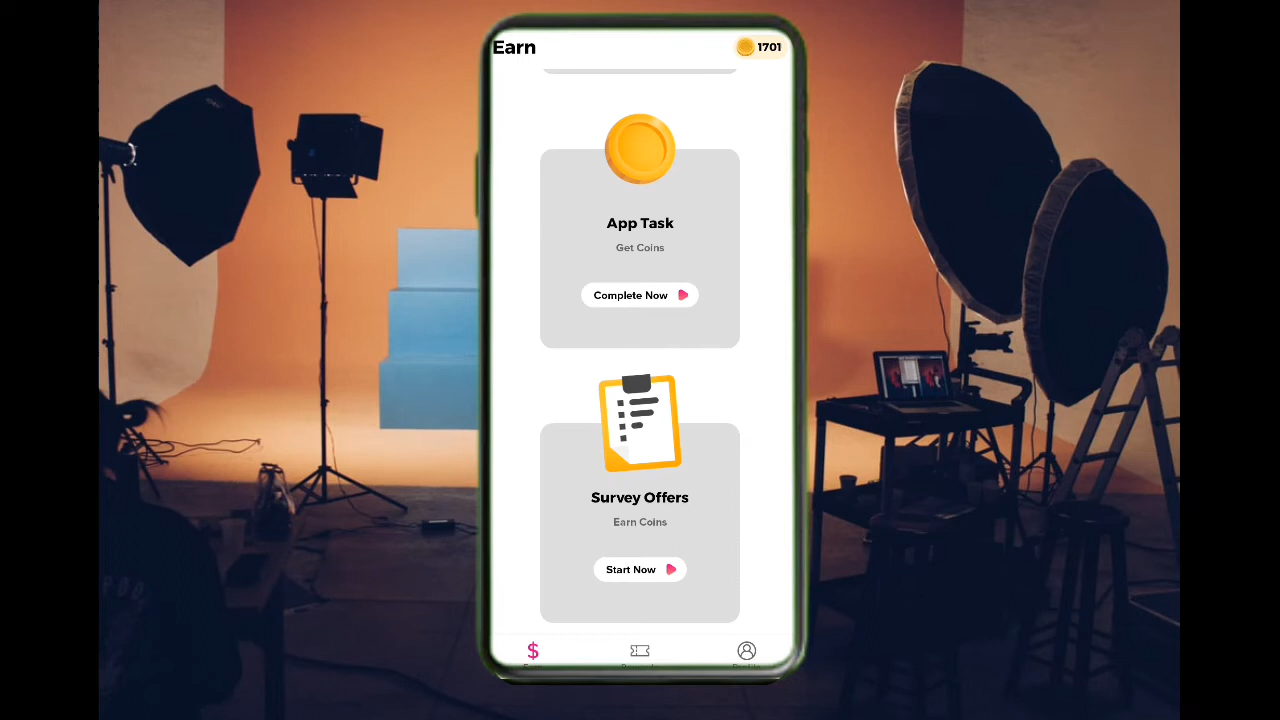 Earn
1701
App Task
Get Coins
Complete Now
Survey Offers
Earn Coins
Start Now
$